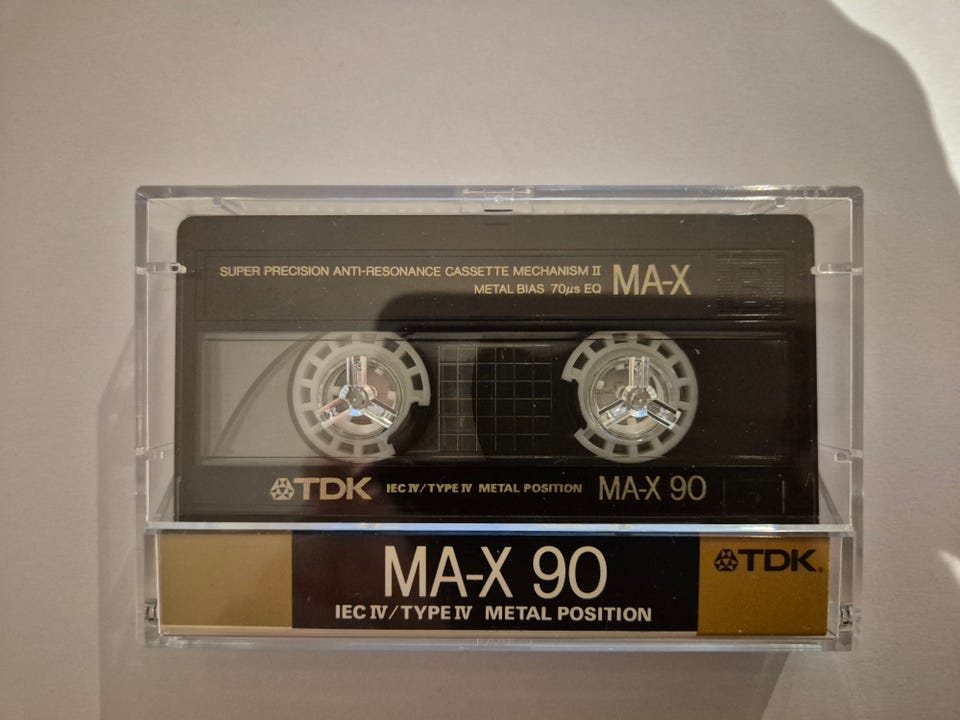 SUPER PRECISION ANTI-RESONANCE CASSETTE MECHANISM II MA-X
METAL BIAS 70µs EQ
TDK IEC IV/TYPE IV METAL POSITION MA-X 90
MA-X 90
IEC IV/TYPE IV METAL POSITION
TDK